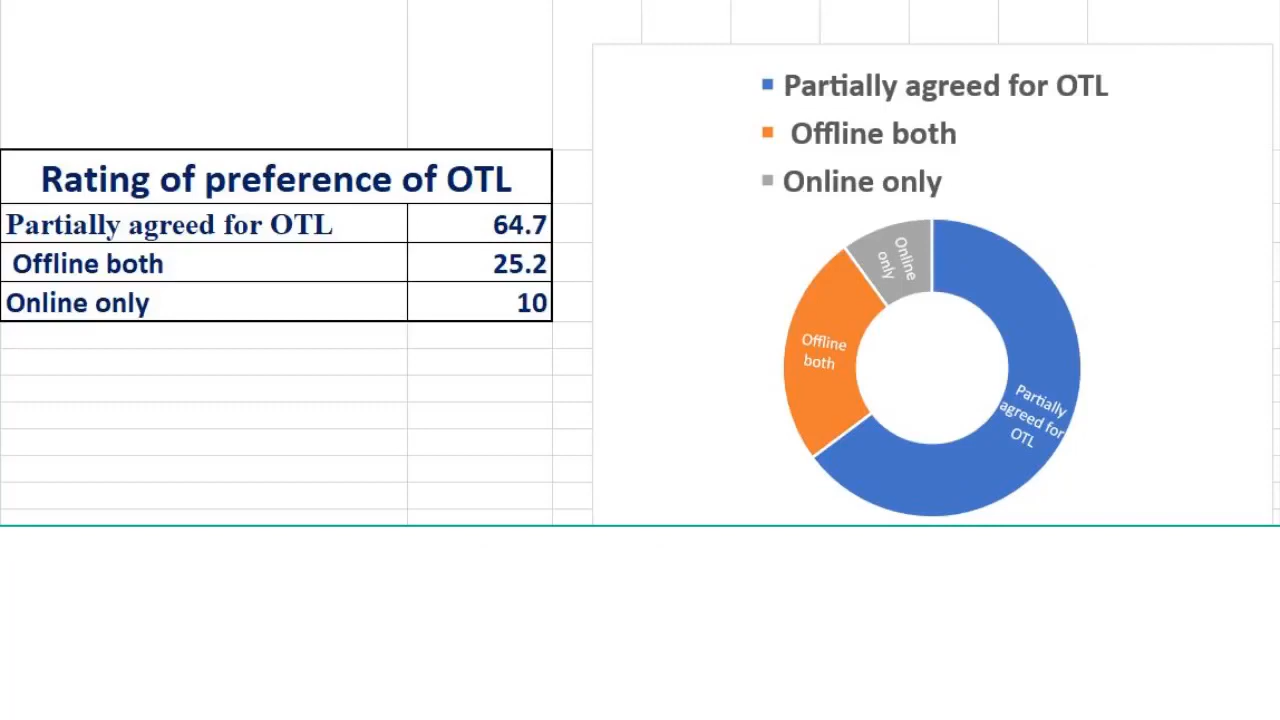 Rating of preference of OTL
Partially agreed for OTL 64.7
Offline both 25.2
Online only 10
Partially agreed for OTL
Offline both
Online only
Online
only
Offline
both
Partially
agreed for
OTL